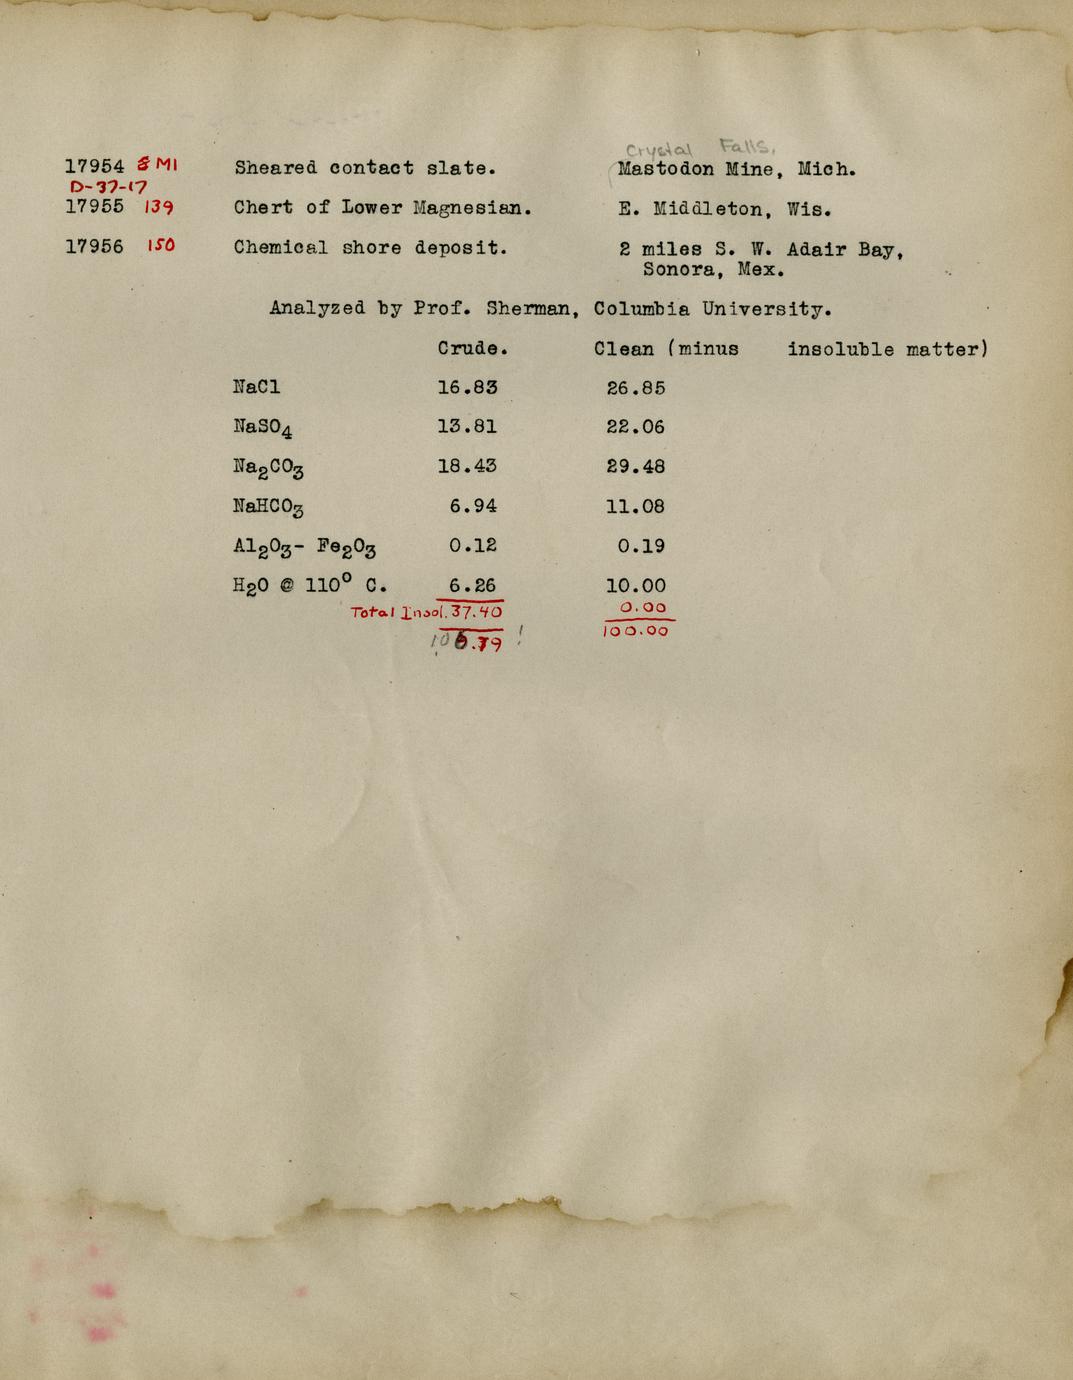 Crystal Falls,
17954 8 MI Sheared contact slate. Mastodon Mine, Mich.
D-37-17
17955 139 Chert of Lower Magnesian. E. Middleton, Wis.
17956 150 Chemical shore deposit. 2 miles S. W. Adair Bay,
Sonora, Mex.
Analyzed by Prof. Sherman, Columbia University.
Crude. Clean (minus insoluble matter)
NaCl 16.83 26.85
NaSO4 13.81 22.06
Na2CO3 18.43 29.48
NaHCO3 6.94 11.08
Al2O3- Fe2O3 0.12 0.19
H2O @ 110° C. 6.26 10.00
Total Insol. 37.40 0.00
100.00